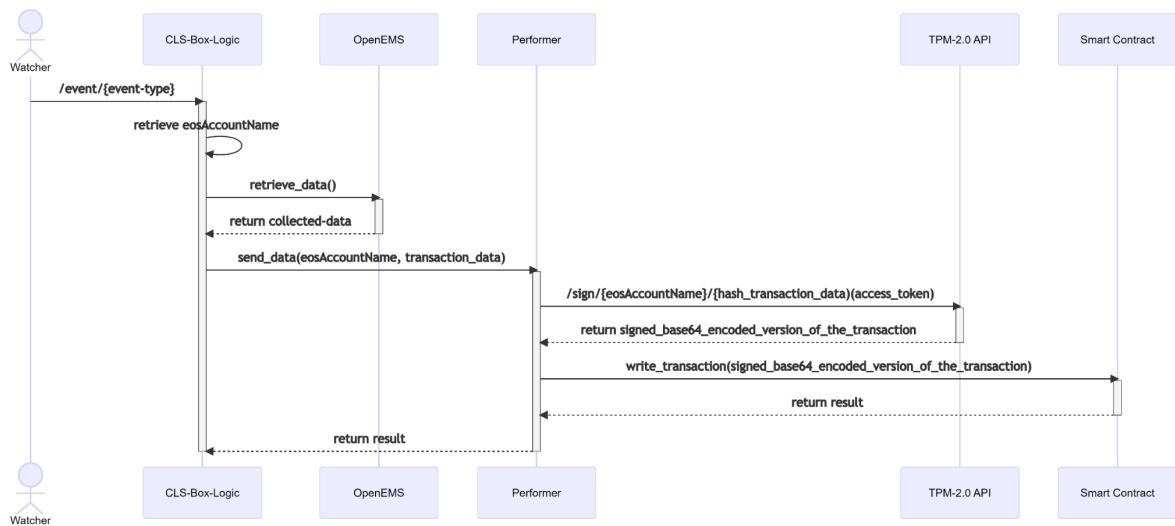 CLS-Box-Logic
OpenEMS
Performer
TPM-2.0 API
Smart Contract
Watcher
/event/{event-type}
retrieve eosAccountName
retrieve_data()
return collected-data
send_data(eosAccountName, transaction_data)
/sign/{eosAccountName}/{hash_transaction_data)(access_token)
return signed_base64_encoded_version_of_the_transaction
write_transaction(signed_base64_encoded_version_of_the_transaction)
return result
return result
CLS-Box-Logic
OpenEMS
Performer
TPM-2.0 API
Smart Contract
Watcher